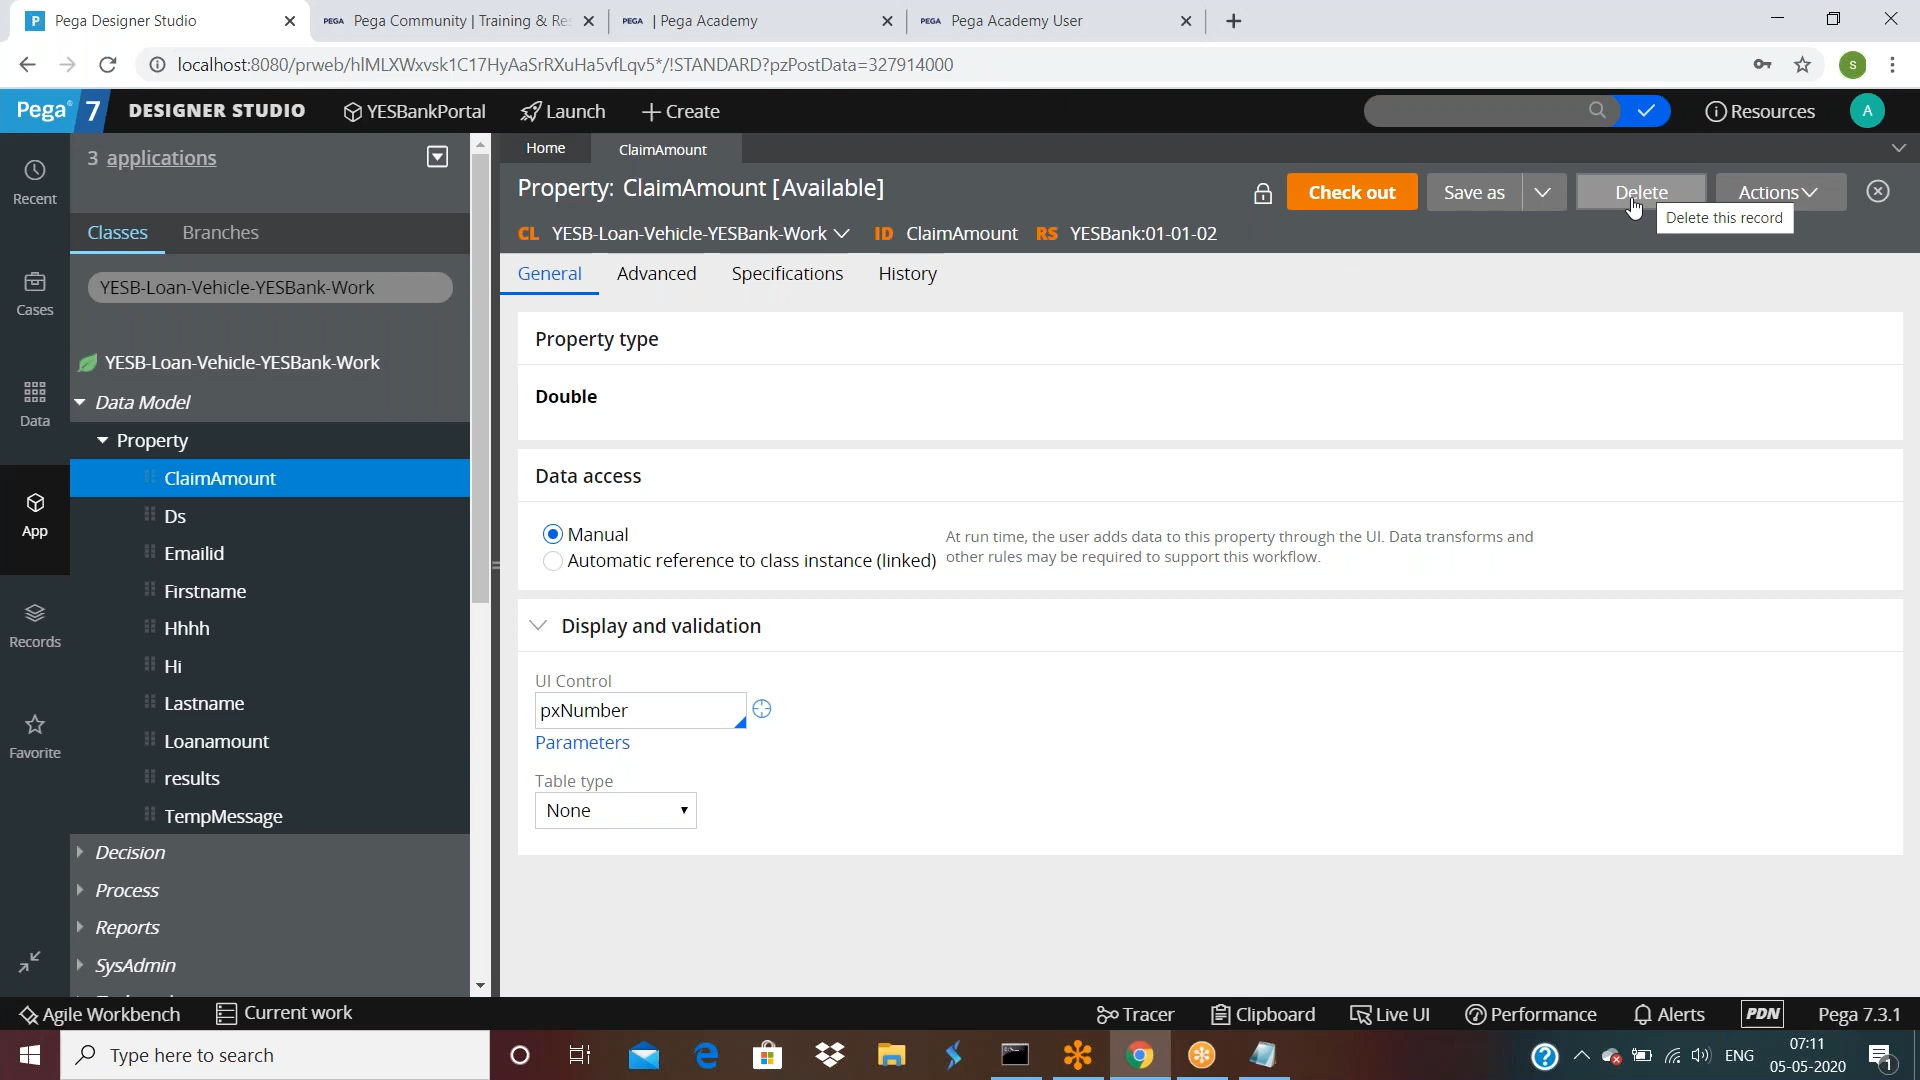 Pega Designer Studio
PEGA Pega Community | Training & Re
PEGA | Pega Academy
PEGA Pega Academy User
localhost:8080/prweb/hlMLXWxvsk1C17HyAaSrRXuHa5vfLqv5*/!STANDARD?pzPostData=327914000
S
Pega 7 DESIGNER STUDIO YESBankPortal Launch Create Resources A
3 applications
Home ClaimAmount
Property: ClaimAmount [Available]
Check out Save as Delete Actions
Delete this record
Recent
Classes Branches
CL YESB-Loan-Vehicle-YESBank-Work ID ClaimAmount RS YESBank:01-01-02
General Advanced Specifications History
YESB-Loan-Vehicle-YESBank-Work
Cases
Property type
YESB-Loan-Vehicle-YESBank-Work
Double
Data Model
Data
Property
ClaimAmount
Data access
Ds
App
Manual
Automatic reference to class instance (linked)
At run time, the user adds data to this property through the UI. Data transforms and
other rules may be required to support this workflow.
Emailid
Firstname
Hhhh
Records
Display and validation
Hi
UI Control
pxNumber
Lastname
Parameters
Loanamount
Favorite
results
Table type
None
TempMessage
Decision
Process
Reports
SysAdmin
Agile Workbench Current work Tracer Clipboard Live UI Performance Alerts PDN Pega 7.3.1
Type here to search
ENG
07:11
05-05-2020
1